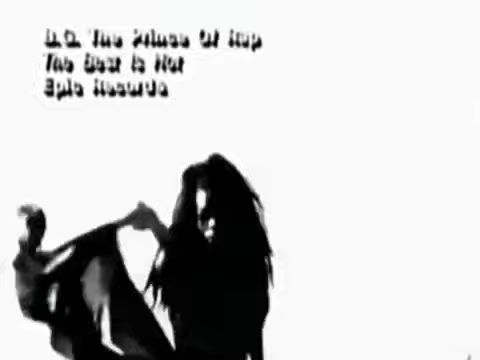 B.G. The Prince Of Rap
The Beat Is Hot
Epic Records